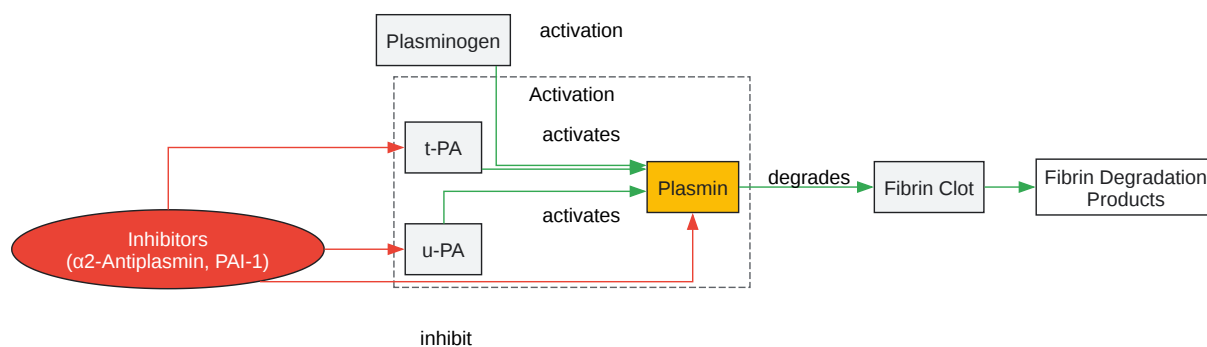 activation
Plasminogen
Activation
activates
t-PA
Plasmin
degrades
Fibrin Clot
Fibrin Degradation
Products
activates
Inhibitors
(α2-Antiplasmin, PAI-1)
u-PA
inhibit